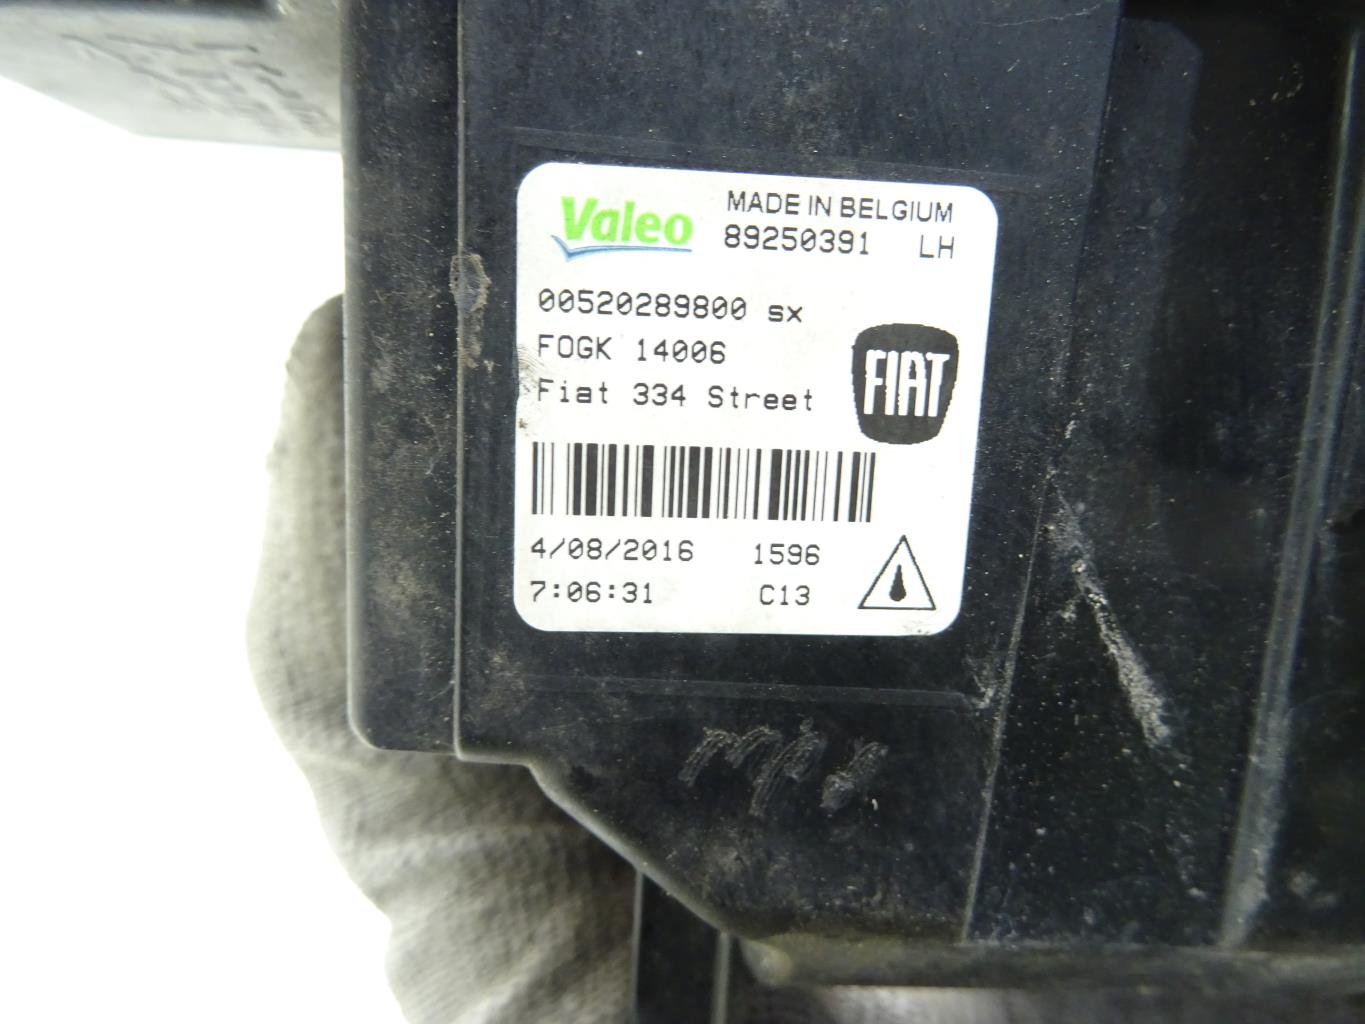 Valeo
MADE IN BELGIUM
89250391 LH
00520289800 sx
FOGK 14006
Fiat 334 Street
FIAT
4/08/2016 1596
7:06:31 C13